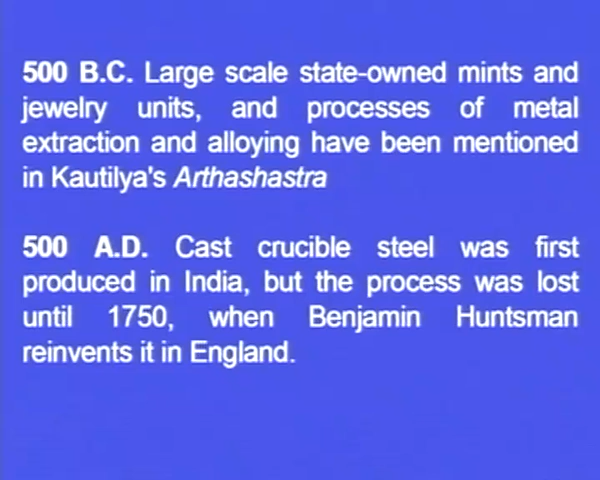 500 B.C. Large scale state-owned mints and
jewelry units, and processes of metal
extraction and alloying have been mentioned
in Kautilya's Arthashastra
500 A.D. Cast crucible steel was first
produced in India, but the process was lost
until 1750, when Benjamin Huntsman
reinvents it in England.